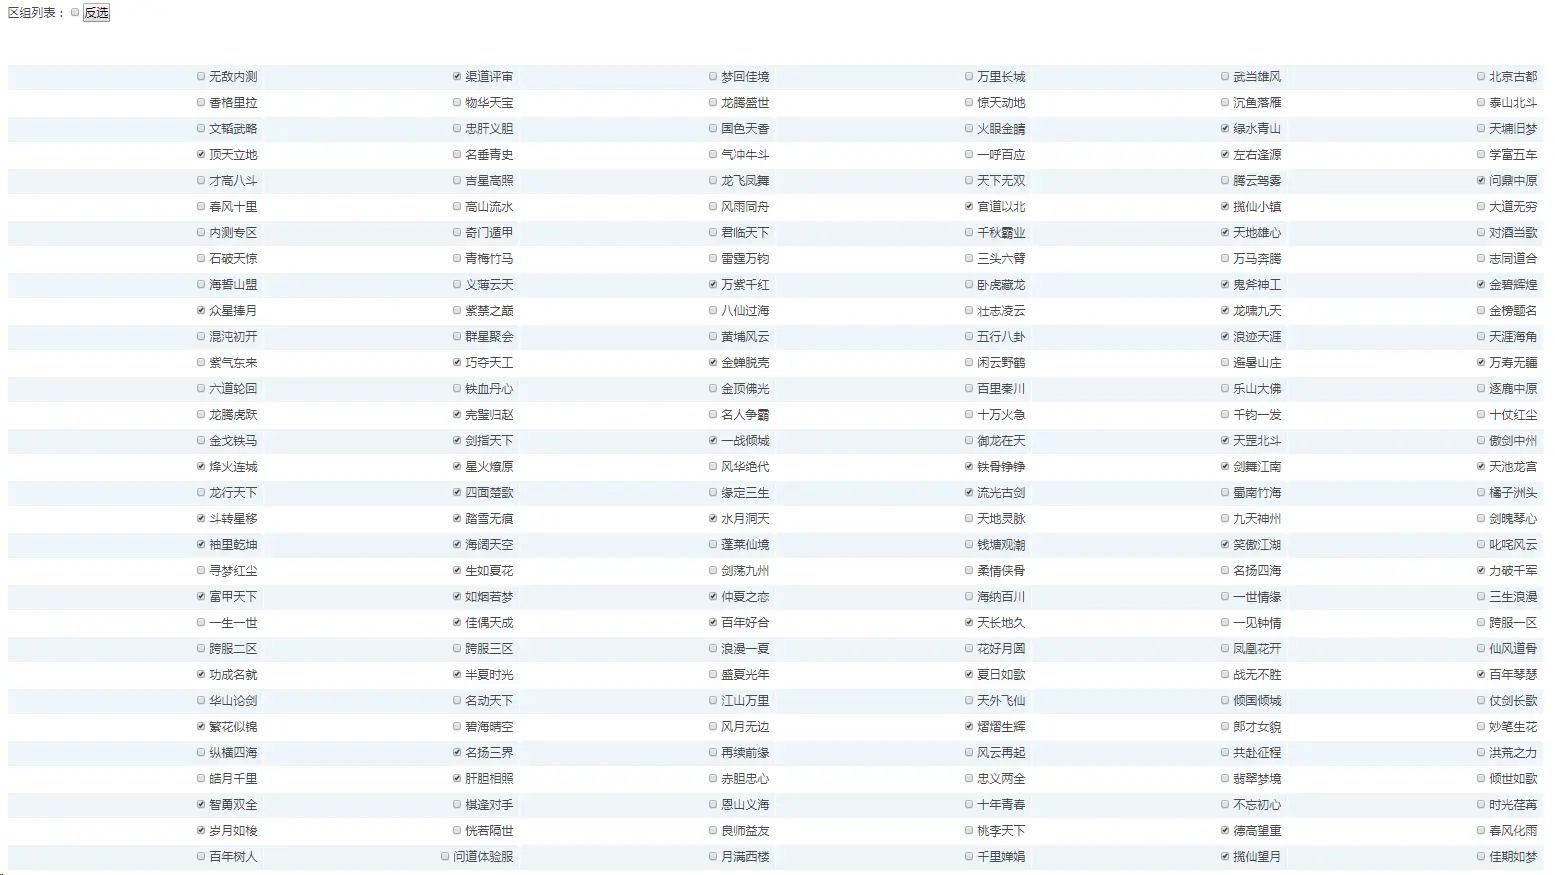 区组列表： 反选
无敌内测 渠道评审 梦回佳境 万里长城 武当雄风 北京古都
香格里拉 物华天宝 龙腾盛世 惊天动地 沉鱼落雁 泰山北斗
文韬武略 忠肝义胆 国色天香 火眼金睛 绿水青山 天墉旧梦
顶天立地 名垂青史 气冲牛斗 一呼百应 左右逢源 学富五车
才高八斗 吉星高照 龙飞凤舞 天下无双 腾云驾雾 问鼎中原
春风十里 高山流水 风雨同舟 官道以北 揽仙小镇 大道无穷
内测专区 奇门遁甲 君临天下 千秋霸业 天地雄心 对酒当歌
石破天惊 青梅竹马 雷霆万钧 三头六臂 万马奔腾 志同道合
海誓山盟 义薄云天 万紫千红 卧虎藏龙 鬼斧神工 金碧辉煌
众星捧月 紫禁之巅 八仙过海 壮志凌云 龙啸九天 金榜题名
混沌初开 群星聚会 黄埔风云 五行八卦 浪迹天涯 天涯海角
紫气东来 巧夺天工 金蝉脱壳 闲云野鹤 避暑山庄 万寿无疆
六道轮回 铁血丹心 金顶佛光 百里秦川 乐山大佛 逐鹿中原
龙腾虎跃 完璧归赵 名人争霸 十万火急 千钧一发 十仗红尘
金戈铁马 剑指天下 一战倾城 御龙在天 天罡北斗 傲剑中州
烽火连城 星火燎原 风华绝代 铁骨铮铮 剑舞江南 天池龙宫
龙行天下 四面楚歌 缘定三生 流光古剑 蜀南竹海 橘子洲头
斗转星移 踏雪无痕 水月洞天 天地灵脉 九天神州 剑魄琴心
袖里乾坤 海阔天空 蓬莱仙境 钱塘观潮 笑傲江湖 叱咤风云
寻梦红尘 生如夏花 剑荡九州 柔情侠骨 名扬四海 力破千军
富甲天下 如烟若梦 仲夏之恋 海纳百川 一世情缘 三生浪漫
一生一世 佳偶天成 百年好合 天长地久 一见钟情 跨服一区
跨服二区 跨服三区 浪漫一夏 花好月圆 凤凰花开 仙风道骨
功成名就 半夏时光 盛夏光年 夏日如歌 战无不胜 百年琴瑟
华山论剑 名动天下 江山万里 天外飞仙 倾国倾城 仗剑长歌
繁花似锦 碧海晴空 风月无边 熠熠生辉 郎才女貌 妙笔生花
纵横四海 名扬三界 再续前缘 风云再起 共赴征程 洪荒之力
皓月千里 肝胆相照 赤胆忠心 忠义两全 翡翠梦境 倾世如歌
智勇双全 棋逢对手 恩山义海 十年青春 不忘初心 时光荏苒
岁月如梭 恍若隔世 良师益友 桃李天下 德高望重 春风化雨
百年树人 问道体验服 月满西楼 千里婵娟 揽仙望月 佳期如梦